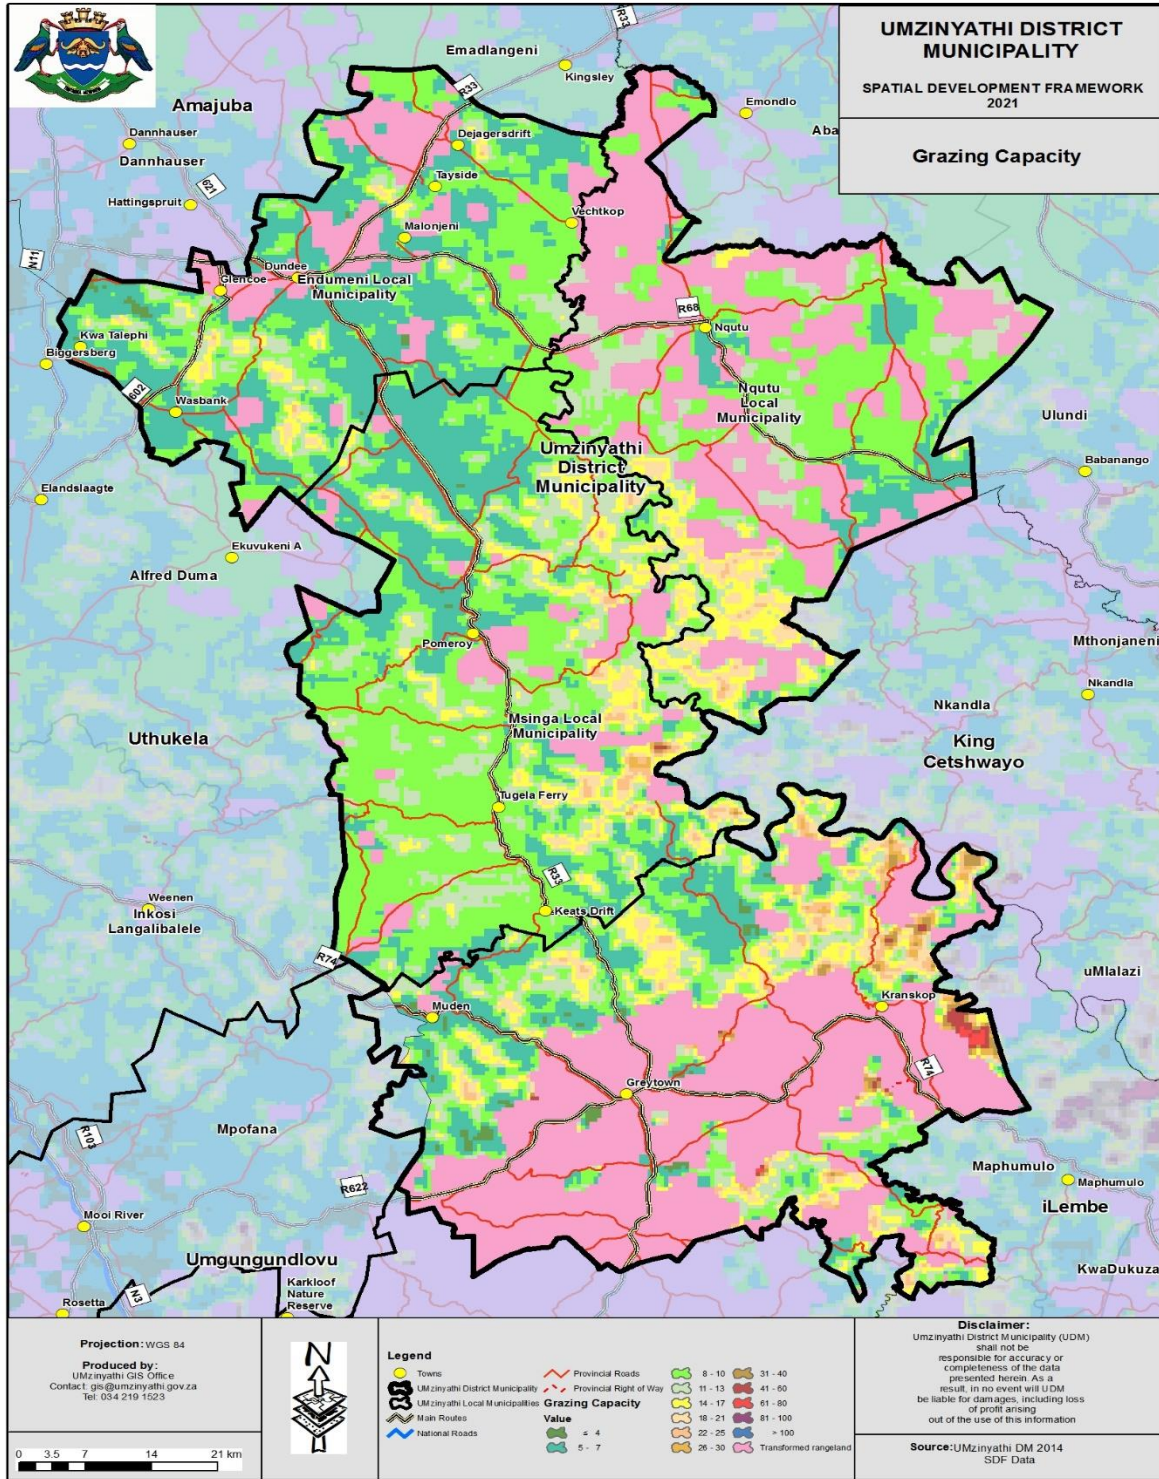 UMZINYATHI DISTRICT
MUNICIPALITY
SPATIAL DEVELOPMENT FRAMEWORK
2021
Grazing Capacity
R33
Emadlangeni
Kingsley
Amajuba
R33
Emondlo
Aba
Dannhauser
Dannhauser
Dejagersdrift
621
Tayside
Hattingspruit
Vechtkop
Malonjeni
N11
Dundee
Glencoe
Endumeni Local
Municipality
R68
Nqutu
Kwa Talephi
Biggersberg
602
Wasbank
Nqutu
Local
Municipality
Ulundi
Umzinyathi
District
Municipality
Babanango
Elandslaagte
Ekuvukeni A
Alfred Duma
Pomeroy
Mthonjaneni
Nkandla
Nkandla
Msinga Local
Municipality
Uthukela
King
Cetshwayo
Tugela Ferry
R33
Weenen
Inkosi
Langalibalele
Keats Drift
R74
uMlalazi
Muden
Kranskop
R74
Greytown
R103
Mpofana
Maphumulo
Maphumulo
R622
Mooi River
iLembe
Umgungundlovu
KwaDukuza
Karkloof
Nature
Reserve
N3
Rosetta
Projection: WGS 84
Produced by:
UMzinyathi GIS Office
Contact: gis@umzinyathi.gov.za
Tel: 034 219 1523
0 3.5 7 14 21 km
N
Legend
Towns
UMzinyathi District Municipality
UMzinyathi Local Municipalities
Main Routes
National Roads
Provincial Roads
Provincial Right of Way
Grazing Capacity
Value
≤ 4
5 - 7
8 - 10
11 - 13
14 - 17
18 - 21
22 - 25
26 - 30
31 - 40
41 - 60
61 - 80
81 - 100
> 100
Transformed rangeland
Disclaimer:
Umzinyathi District Municipality (UDM)
shall not be
responsible for accuracy or
completeness of the data
presented herein. As a
result, in no event will UDM
be liable for damages, including loss
of profit arising
out of the use of this information
Source: UMzinyathi DM 2014
SDF Data